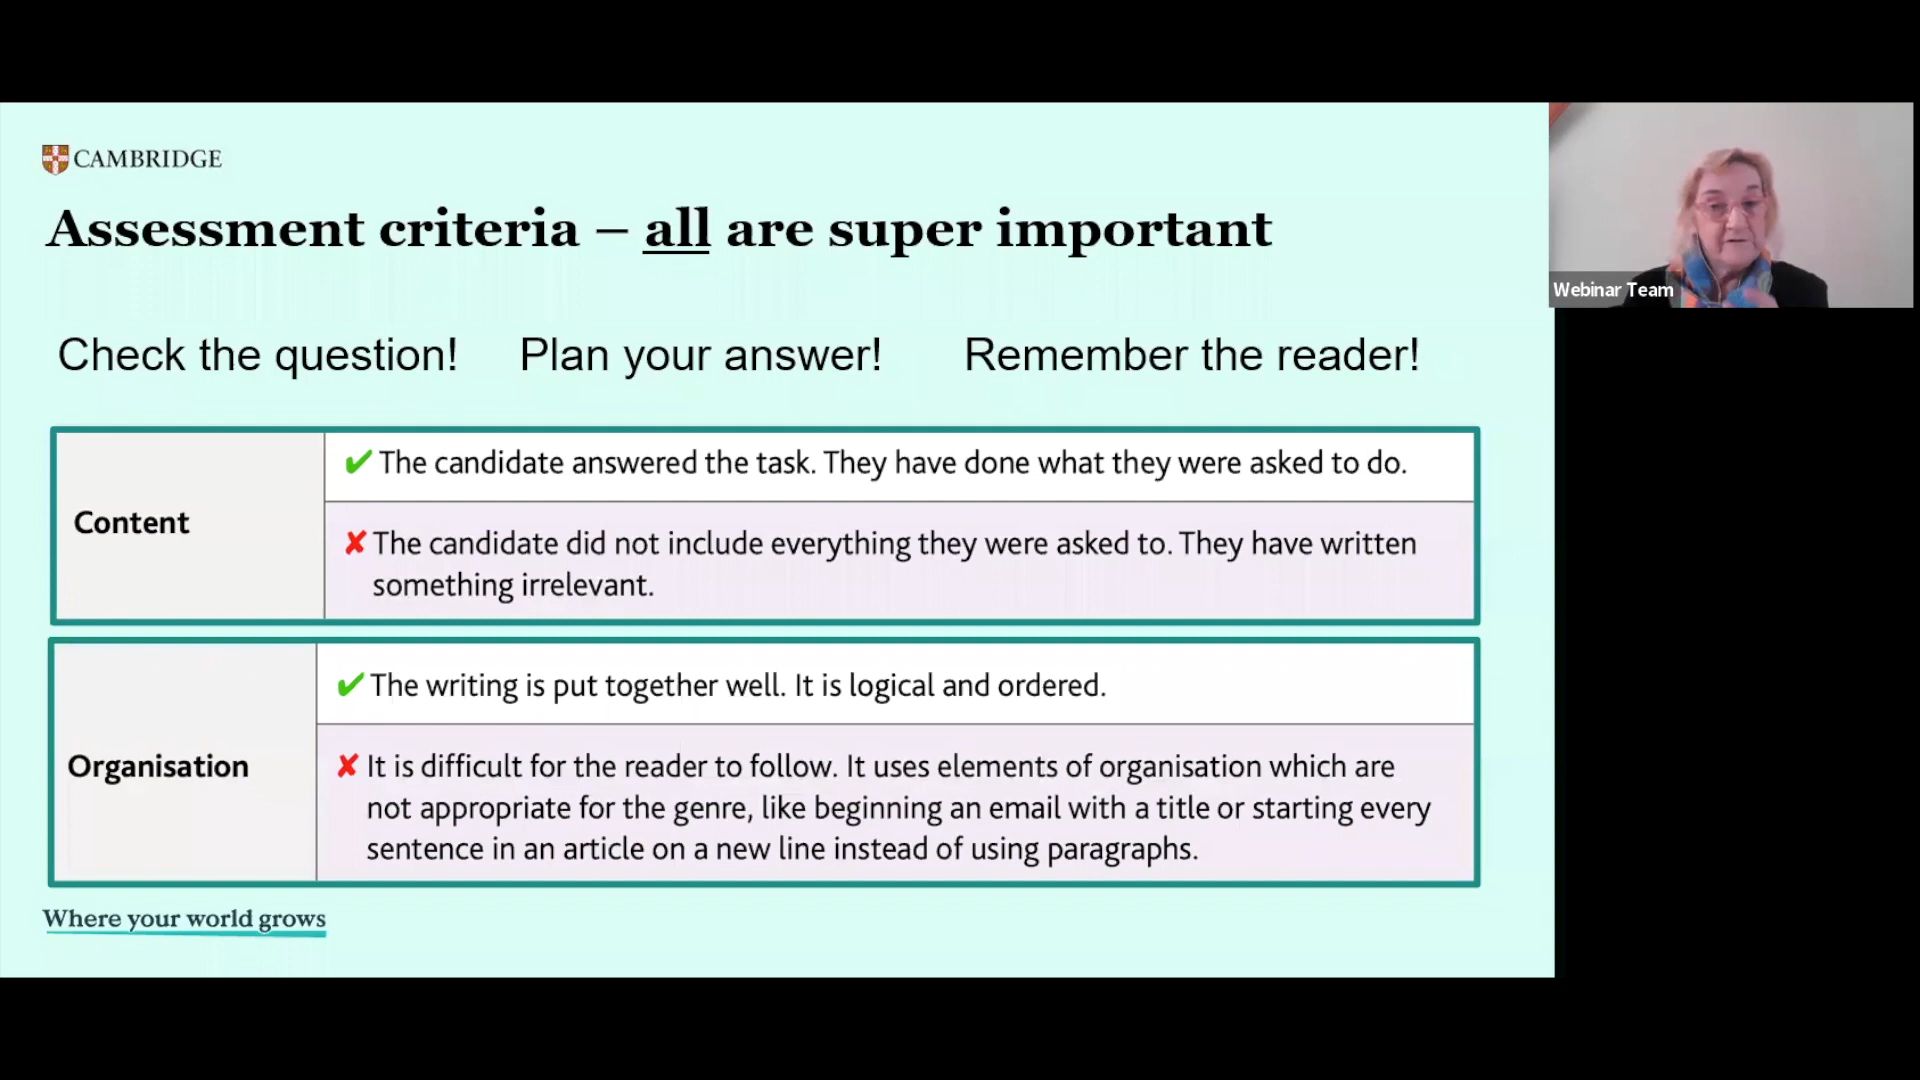 CAMBRIDGE
Assessment criteria – all are super important
Check the question! Plan your answer! Remember the reader!
Content
✔ The candidate answered the task. They have done what they were asked to do.
✘ The candidate did not include everything they were asked to. They have written
something irrelevant.
Organisation
✔ The writing is put together well. It is logical and ordered.
✘ It is difficult for the reader to follow. It uses elements of organisation which are
not appropriate for the genre, like beginning an email with a title or starting every
sentence in an article on a new line instead of using paragraphs.
Where your world grows
Webinar Team